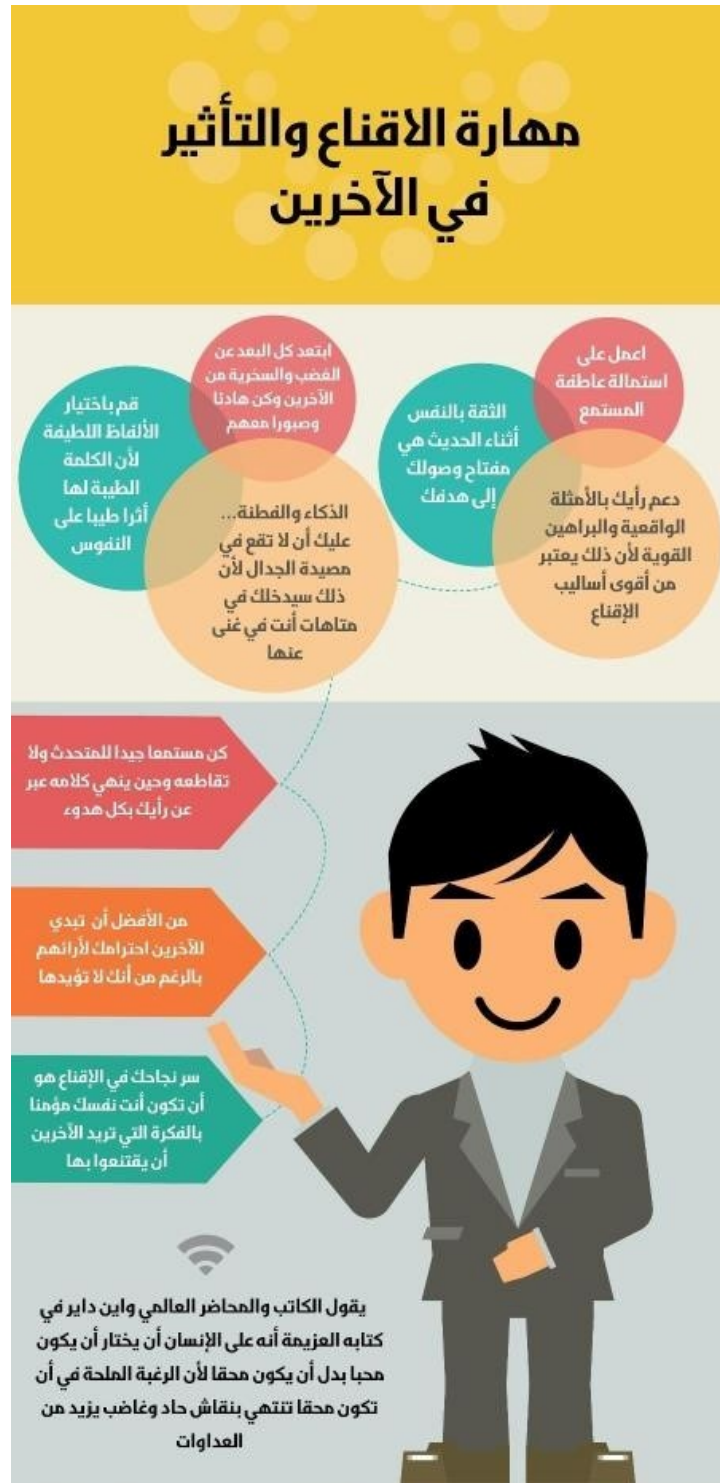 مهارة الاقناع والتأثير
في الآخرين
اعمل على
استمالة عاطفة
المستمع
الثقة بالنفس
أثناء الحديث هي
مفتاح وصولك
إلى هدفك
دعم رأيك بالأمثلة
الواقعية والبراهين
القوية لأن ذلك يعتبر
من أقوى أساليب
الإقناع
ابتعد كل البعد عن
الغضب والسخرية من
الآخرين وكن هادئا
وصبورا معهم
قم باختيار
الألفاظ اللطيفة
لأن الكلمة
الطيبة لها
أثرا طيبا على
النفوس
الذكاء والفطنة...
عليك أن لا تقع في
مصيدة الجدال لأن
ذلك سيدخلك في
متاهات أنت في غنى
عنها
كن مستمعا جيدا للمتحدث ولا
تقاطعه وحين ينهي كلامه عبر
عن رأيك بكل هدوء
من الأفضل أن تبدي
للآخرين احترامك لأرائهم
بالرغم من أنك لا تؤيدها
سر نجاحك في الإقناع هو
أن تكون أنت نفسك مؤمنا
بالفكرة التي تريد الآخرين
أن يقتنعوا بها
يقول الكاتب والمحاضر العالمي واين داير في
كتابه العزيمة أنه على الإنسان أن يختار أن يكون
محبا بدل أن يكون محقا لأن الرغبة الملحة في أن
تكون محقا تنتهي بنقاش حاد وغاضب يزيد من
العداوات